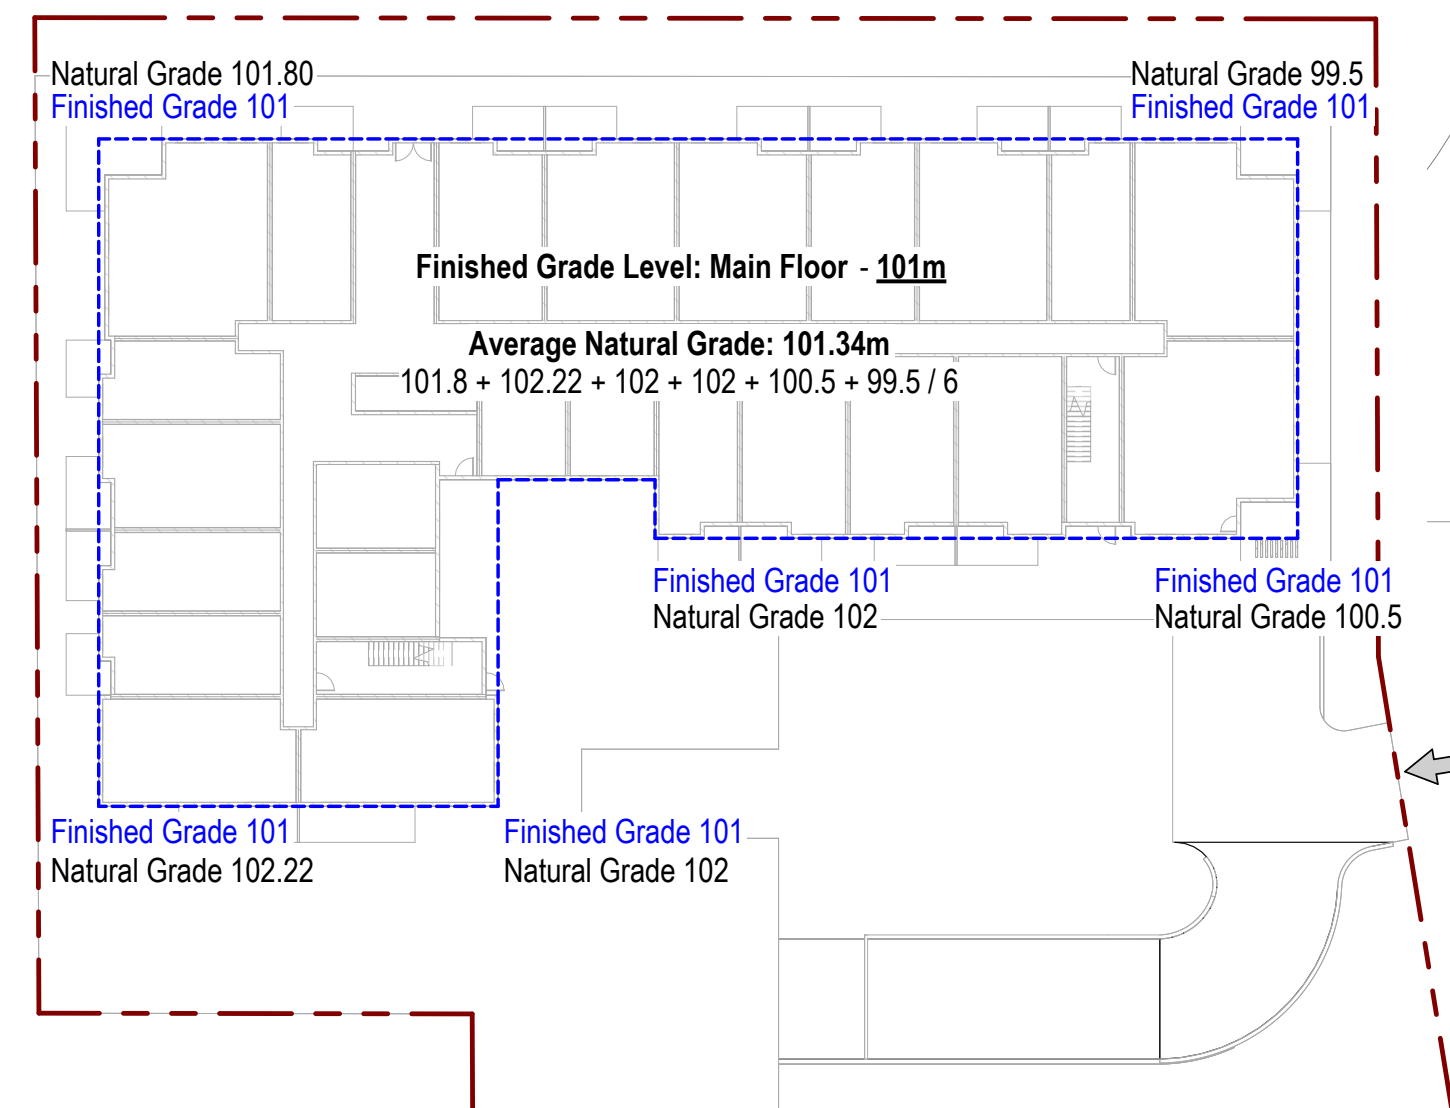 Natural Grade 101.80
Finished Grade 101
Natural Grade 99.5
Finished Grade 101
Finished Grade Level: Main Floor - 101m
Average Natural Grade: 101.34m
101.8 + 102.22 + 102 + 102 + 100.5 + 99.5 / 6
Finished Grade 101
Natural Grade 102
Finished Grade 101
Natural Grade 100.5
Finished Grade 101
Natural Grade 102.22
Finished Grade 101
Natural Grade 102